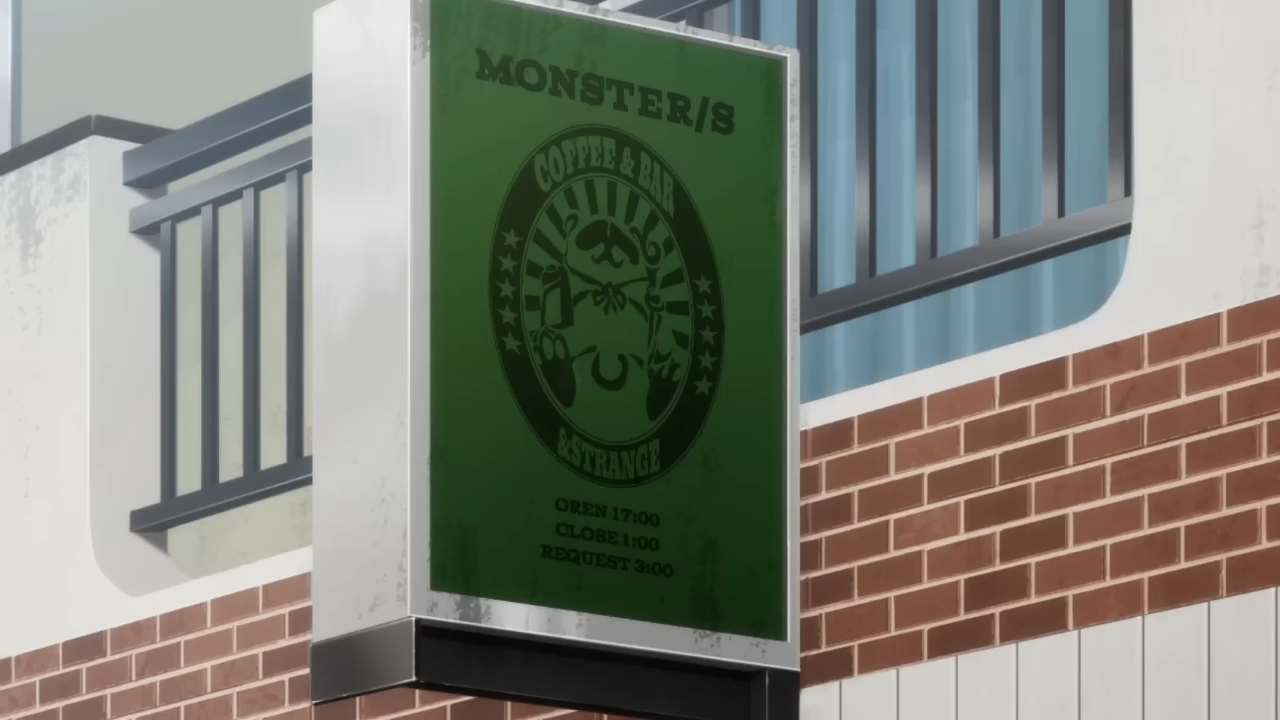 MONSTER/S
COFFEE & BAR
&STRANGE
OREN 17:00
CLOSE 1:00
REQUEST 3:00